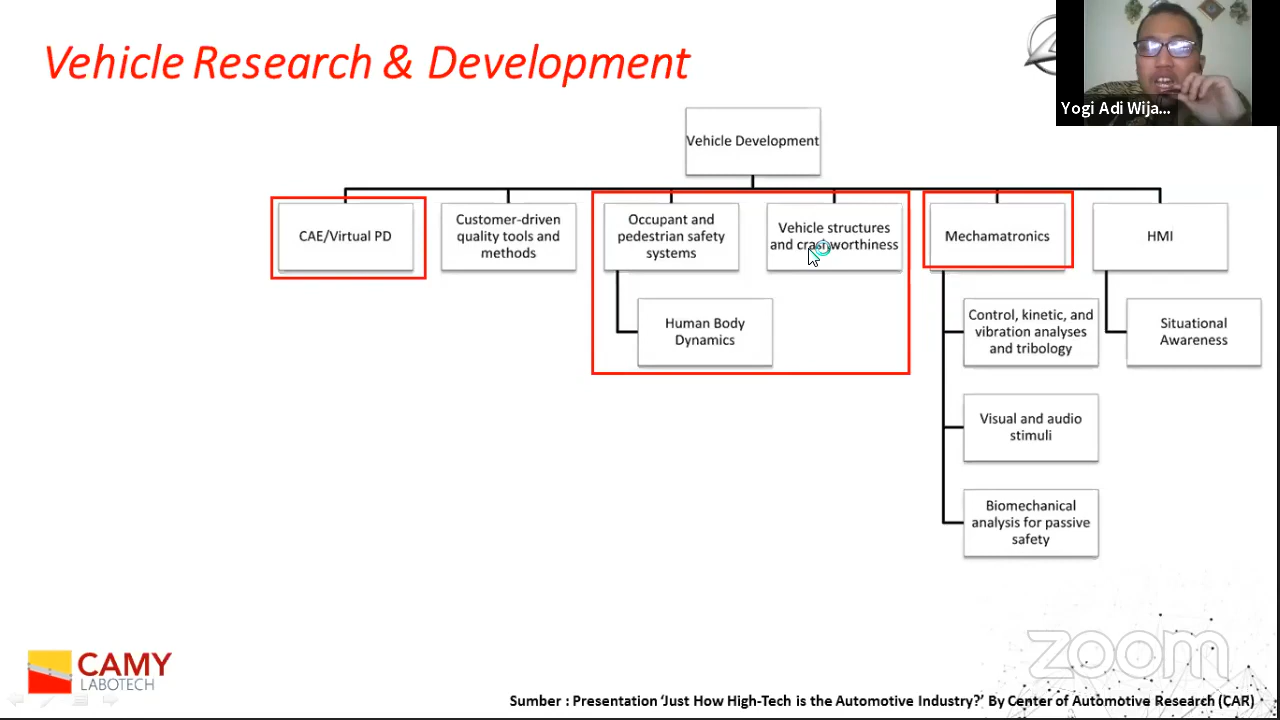 Vehicle Research & Development
Yogi Adi Wija...
Vehicle Development
CAE/Virtual PD
Customer-driven
quality tools and
methods
Occupant and
pedestrian safety
systems
Vehicle structures
and crashworthiness
Mechamatronics
HMI
Human Body
Dynamics
Control, kinetic, and
vibration analyses
and tribology
Situational
Awareness
Visual and audio
stimuli
Biomechanical
analysis for passive
safety
zoom
CAMY
LABOTECH
Sumber : Presentation ‘Just How High-Tech is the Automotive Industry?’ By Center of Automotive Research (CAR)